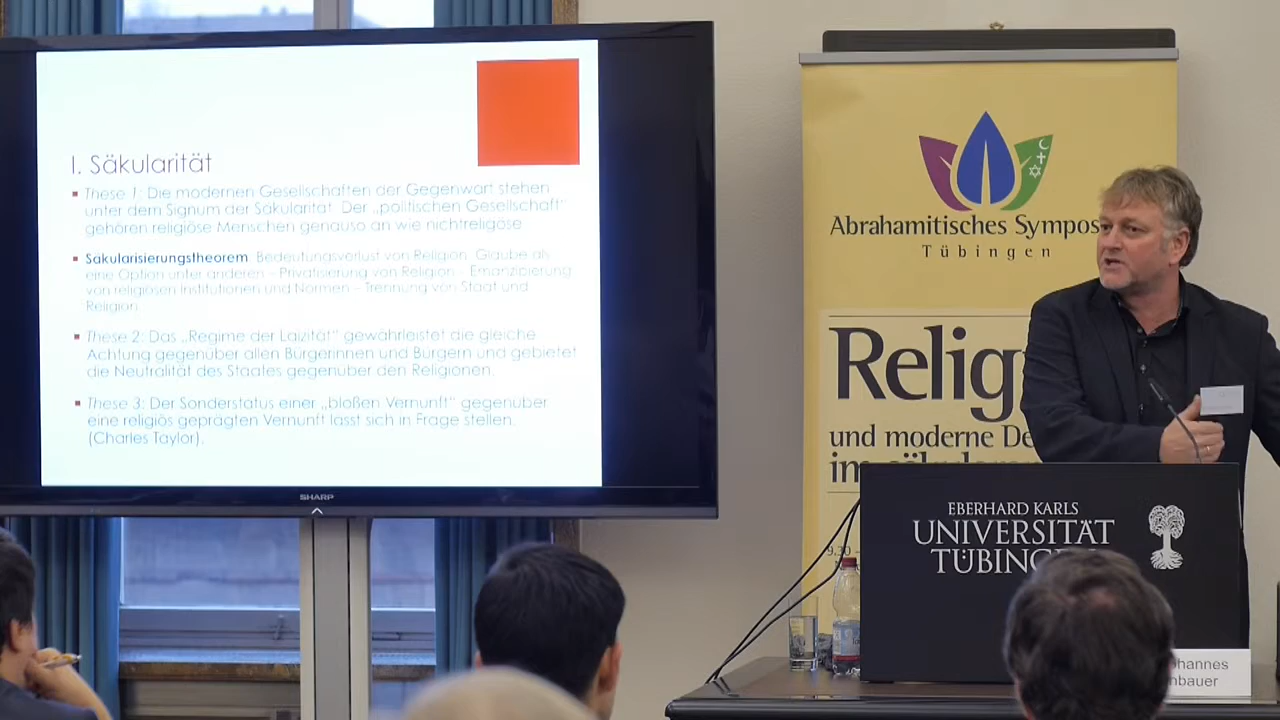 I. Säkularität
These 1: Die modernen Gesellschaften der Gegenwart stehen
unter dem Signum der Säkularität. Der „politischen Gesellschaft“
gehören religiöse Menschen genauso an wie nichtreligiöse
Säkularisierungstheorem: Bedeutungsverlust von Religion, Glaube als
eine Option unter anderen – Privatisierung von Religion – Emanzipierung
von religiösen Institutionen und Normen – Trennung von Staat und
Religion
These 2: Das „Regime der Laizität“ gewährleistet die gleiche
Achtung gegenüber allen Bürgerinnen und Bürgern und gebietet
die Neutralität des Staates gegenüber den Religionen.
These 3: Der Sonderstatus einer „bloßen Vernunft“ gegenüber
eine religiös geprägten Vernunft lässt sich in Frage stellen.
(Charles Taylor).
SHARP
Abrahamitisches Sympos
Tübingen
Relig
und moderne De
im
9.30
EBERHARD KARLS
UNIVERSITÄT
TÜBINGEN
ohannes
nbauer